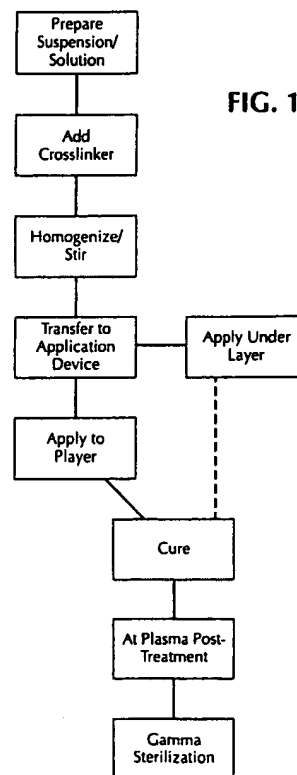 Prepare
Suspension/
Solution
FIG. 1
Add
Crosslinker
Homogenize/
Stir
Transfer to
Application
Device
Apply Under
Layer
Apply to
Player
Cure
At Plasma Post-
Treatment
Gamma
Sterilization